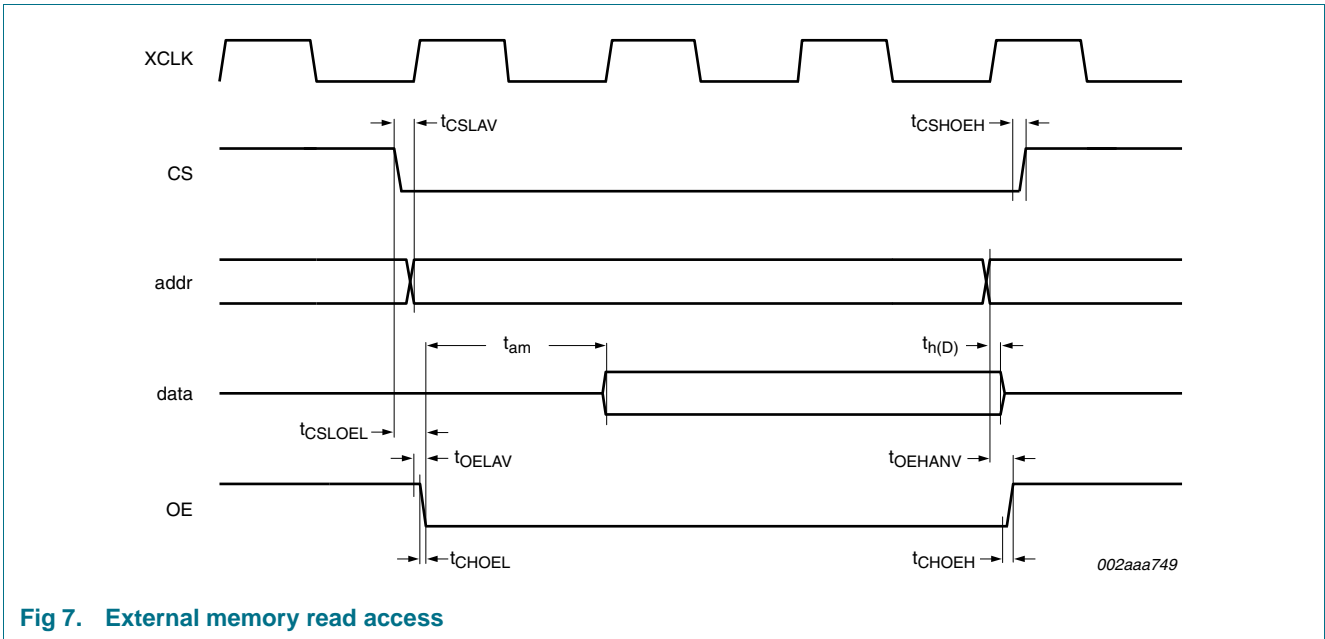 XCLK
tCSLAV
tCSHOEH
CS
addr
tam
th(D)
data
tCSLOEL
tOELAV
tOEHANV
OE
tCHOEL
tCHOEH
002aaa749
Fig 7. External memory read access